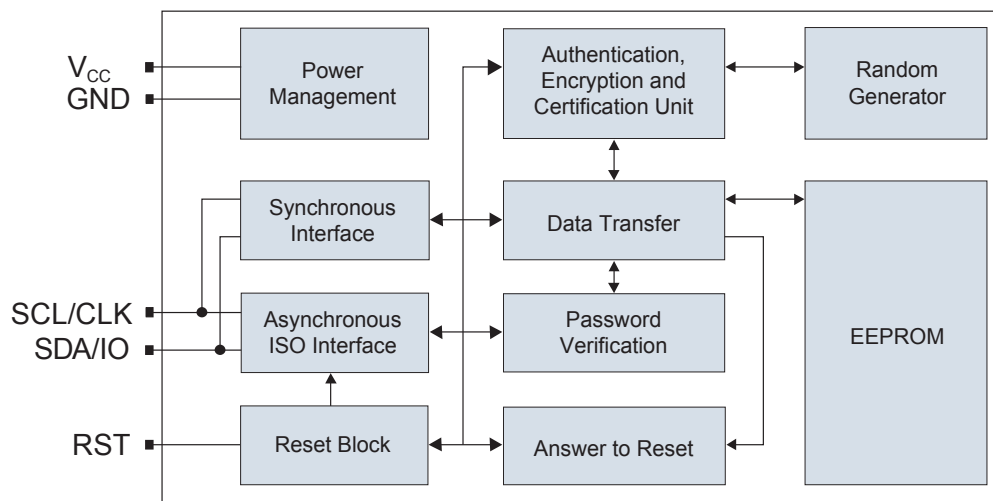 V_CC
GND
SCL/CLK
SDA/IO
RST
Power
Management
Synchronous
Interface
Asynchronous
ISO Interface
Reset Block
Authentication,
Encryption and
Certification Unit
Data Transfer
Password
Verification
Answer to Reset
Random
Generator
EEPROM